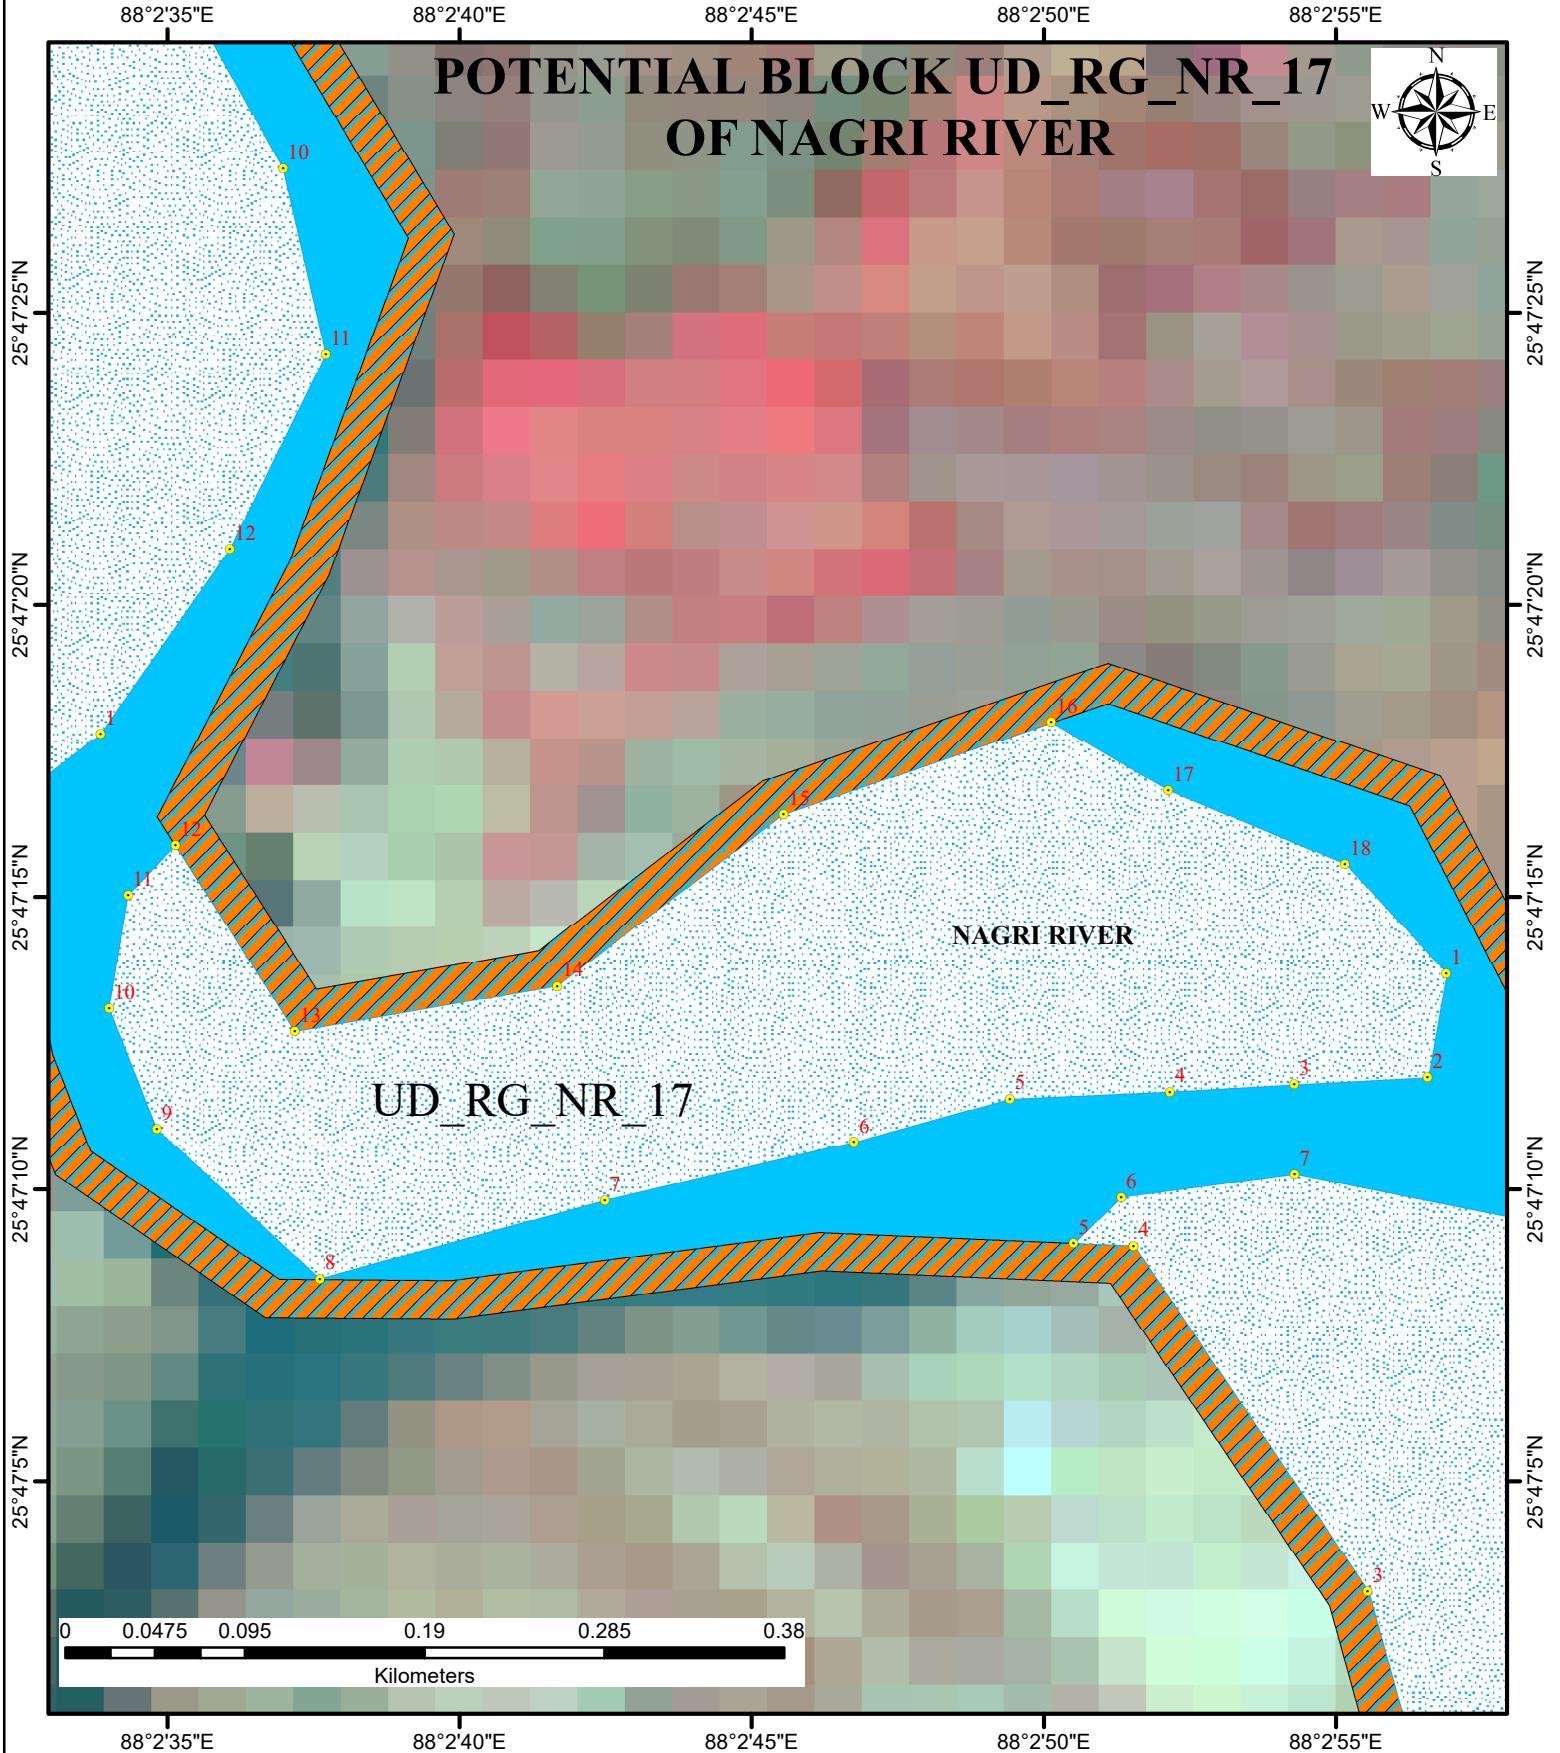 88°2'35"E 88°2'40"E 88°2'45"E 88°2'50"E 88°2'55"E
POTENTIAL BLOCK UD_RG_NR_17
OF NAGRI RIVER
N
W E
S
10
25°47'25"N 25°47'25"N
11
12
25°47'20"N 25°47'20"N
16
1
17
15
12
18
11
25°47'15"N 25°47'15"N
NAGRI RIVER
1
14
10
13
2
3
4
5
UD_RG_NR_17
9
6
7
25°47'10"N 25°47'10"N
6
7
5
4
8
25°47'5"N 25°47'5"N
3
0 0.0475 0.095 0.19 0.285 0.38
Kilometers
88°2'35"E 88°2'40"E 88°2'45"E 88°2'50"E 88°2'55"E